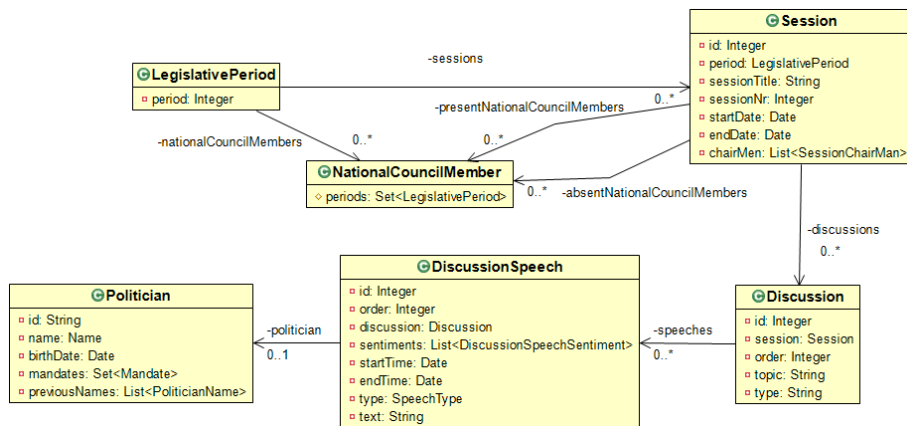 Session
id: Integer
period: LegislativePeriod
sessionTitle: String
sessionNr: Integer
startDate: Date
endDate: Date
chairMen: List<SessionChairMan>
LegislativePeriod
period: Integer
-sessions
0..*
-presentNationalCouncilMembers
0..*
-nationalCouncilMembers
0..*
NationalCouncilMember
periods: Set<LegislativePeriod>
0..*
-absentNationalCouncilMembers
-discussions
0..*
Politician
id: String
name: Name
birthDate: Date
mandates: Set<Mandate>
previousNames: List<PoliticianName>
-politician
0..1
DiscussionSpeech
id: Integer
order: Integer
discussion: Discussion
sentiments: List<DiscussionSpeechSentiment>
startTime: Date
endTime: Date
type: SpeechType
text: String
-speeches
0..*
Discussion
id: Integer
session: Session
order: Integer
topic: String
type: String